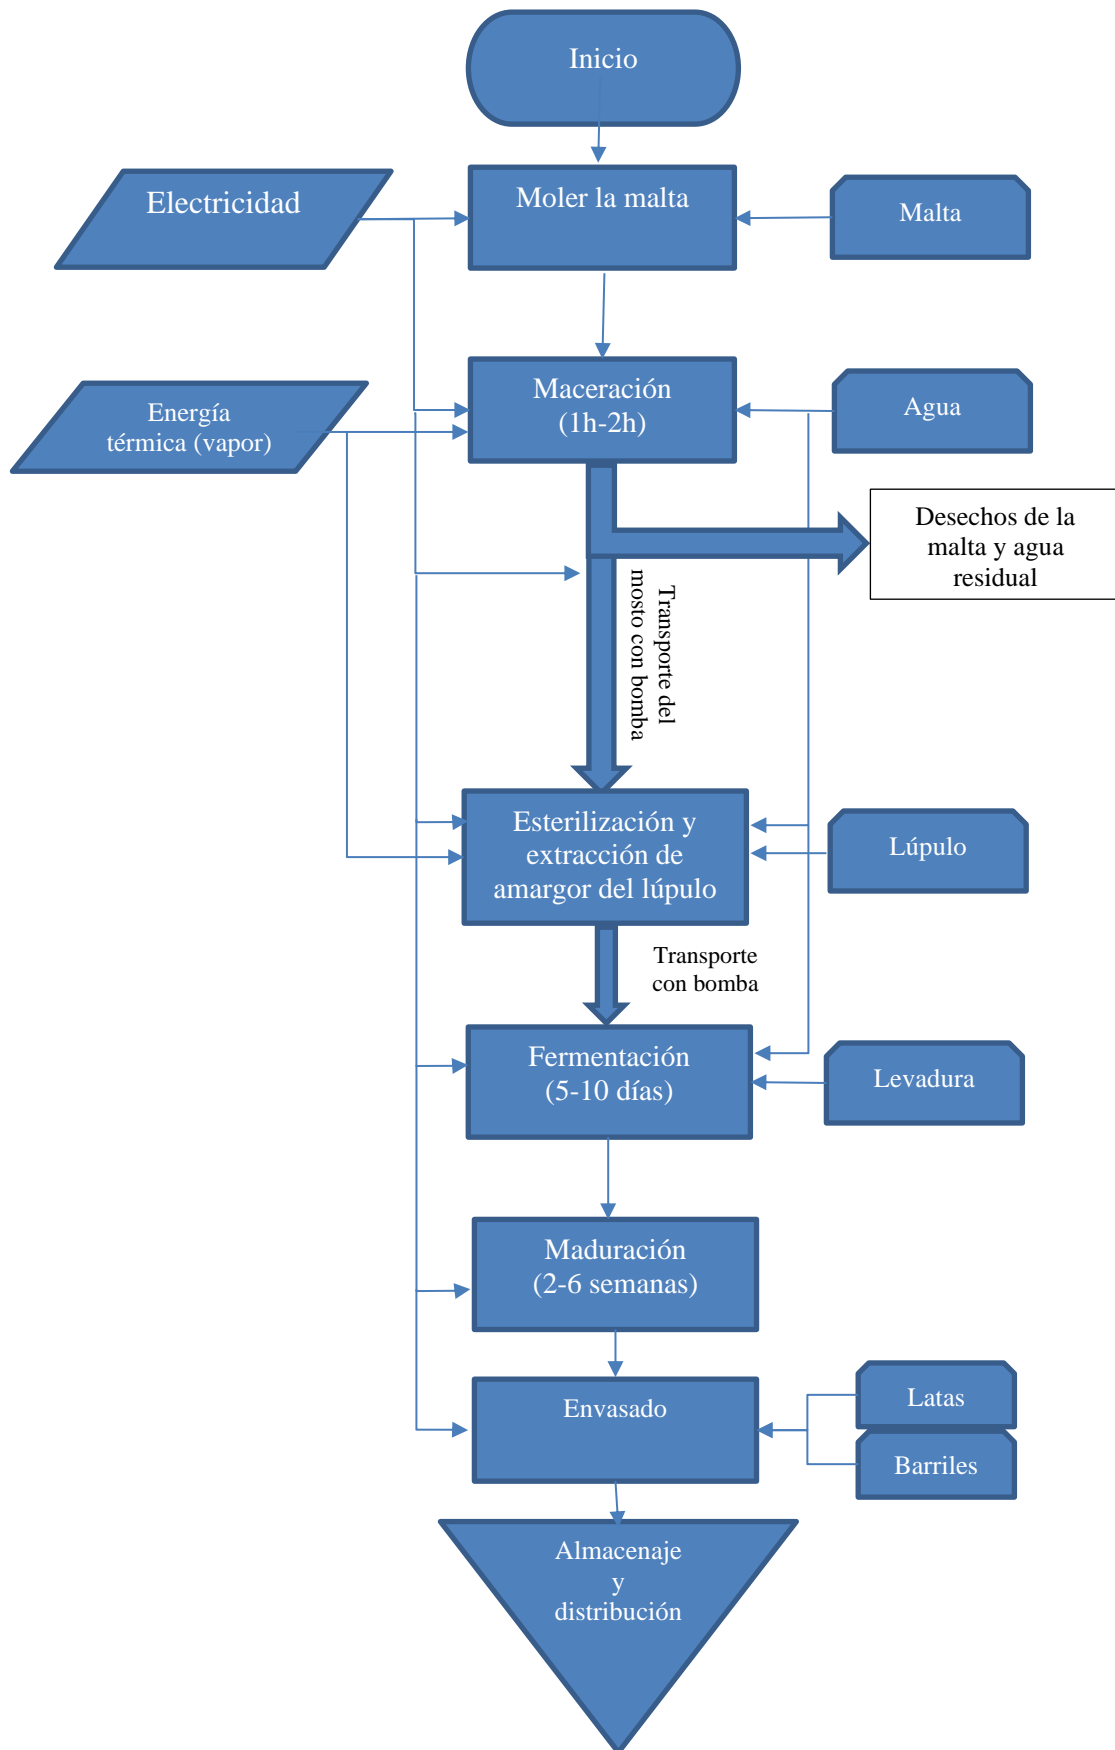 Inicio
Electricidad
Moler la malta
Malta
Energía
térmica (vapor)
Maceración
(1h-2h)
Agua
Desechos de la
malta y agua
residual
Transporte del
mosto con bomba
Esterilización y
extracción de
amargor del lúpulo
Lúpulo
Transporte
con bomba
Fermentación
(5-10 días)
Levadura
Maduración
(2-6 semanas)
Envasado
Latas
Barriles
Almacenaje
y
distribución